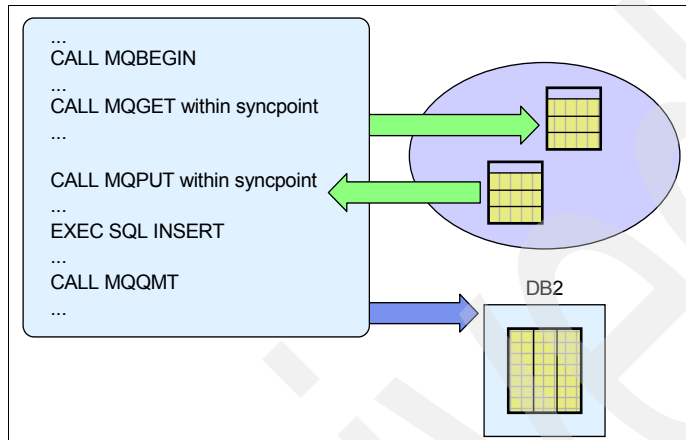 ...
CALL MQBEGIN
...
CALL MQGET within syncpoint
...
CALL MQPUT within syncpoint
...
EXEC SQL INSERT
...
CALL MQQMT
...
DB2